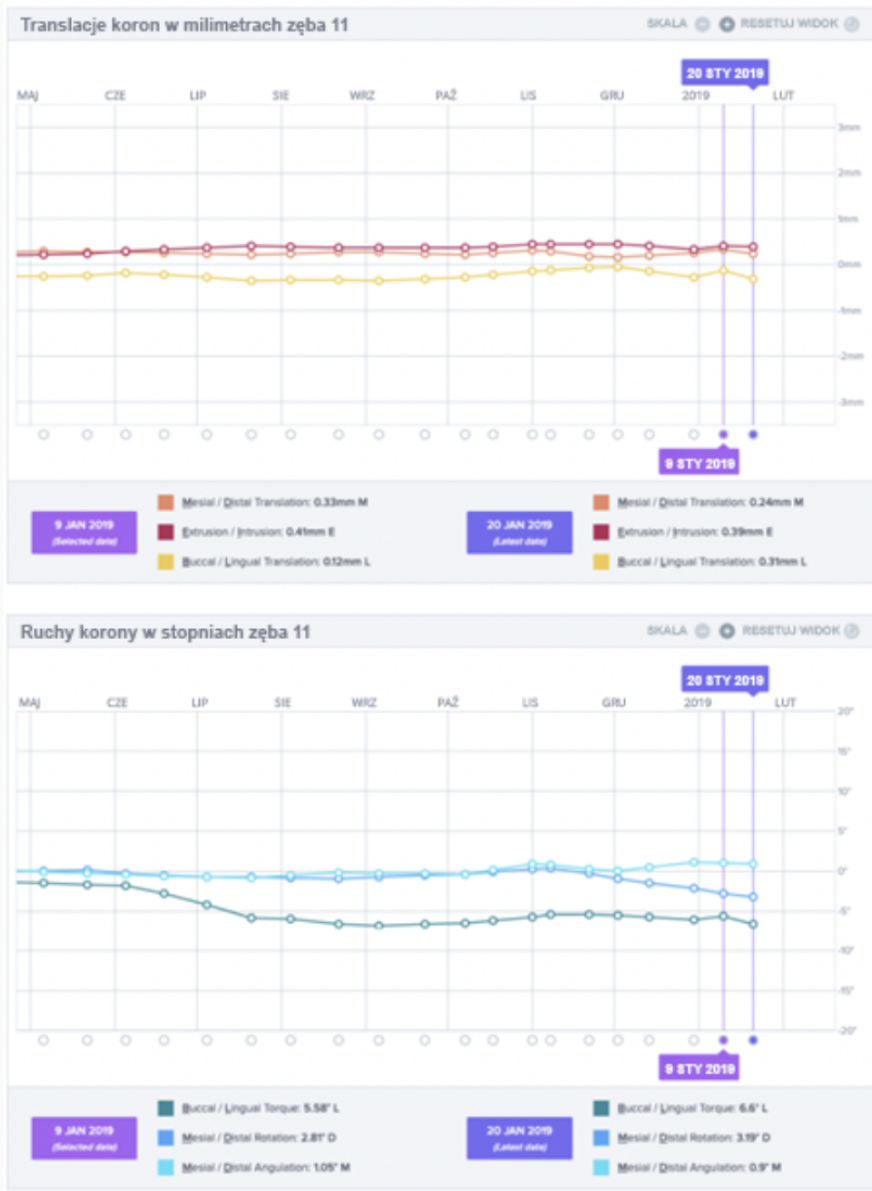 Translacje koron w milimetrach zęba 11
SKALA RESETUJ WIDOK
20 STY 2019
MAJ CZE LIP SIE WRZ PAŹ LIS GRU 2019 LUT
3mm
2mm
1mm
0mm
-1mm
-2mm
-3mm
9 STY 2019
9 JAN 2019
(Selected date)
Mesial / Distal Translation: 0.33mm M
Extrusion / Intrusion: 0.41mm E
Buccal / Lingual Translation: 0.12mm L
20 JAN 2019
(Latest date)
Mesial / Distal Translation: 0.24mm M
Extrusion / Intrusion: 0.39mm E
Buccal / Lingual Translation: 0.31mm L
Ruchy korony w stopniach zęba 11
SKALA RESETUJ WIDOK
20 STY 2019
MAJ CZE LIP SIE WRZ PAŹ LIS GRU 2019 LUT
20°
15°
10°
5°
0°
-5°
-10°
-15°
-20°
9 STY 2019
9 JAN 2019
(Selected date)
Buccal / Lingual Torque: 5.58° L
Mesial / Distal Rotation: 2.81° D
Mesial / Distal Angulation: 1.05° M
20 JAN 2019
(Latest date)
Buccal / Lingual Torque: 6.6° L
Mesial / Distal Rotation: 3.19° D
Mesial / Distal Angulation: 0.9° M